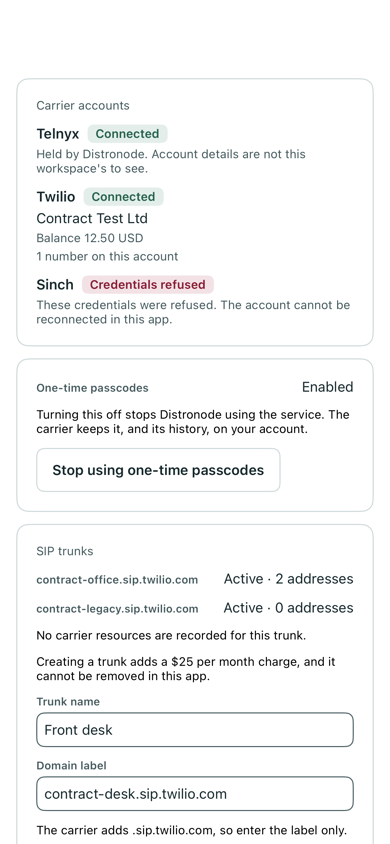 Carrier accounts
Telnyx Connected
Held by Distronode. Account details are not this
workspace's to see.
Twilio Connected
Contract Test Ltd
Balance 12.50 USD
1 number on this account
Sinch Credentials refused
These credentials were refused. The account cannot be
reconnected in this app.
One-time passcodes Enabled
Turning this off stops Distronode using the service. The
carrier keeps it, and its history, on your account.
Stop using one-time passcodes
SIP trunks
contract-office.sip.twilio.com Active · 2 addresses
contract-legacy.sip.twilio.com Active · 0 addresses
No carrier resources are recorded for this trunk.
Creating a trunk adds a $25 per month charge, and it
cannot be removed in this app.
Trunk name
Front desk
Domain label
contract-desk.sip.twilio.com
The carrier adds .sip.twilio.com, so enter the label only.